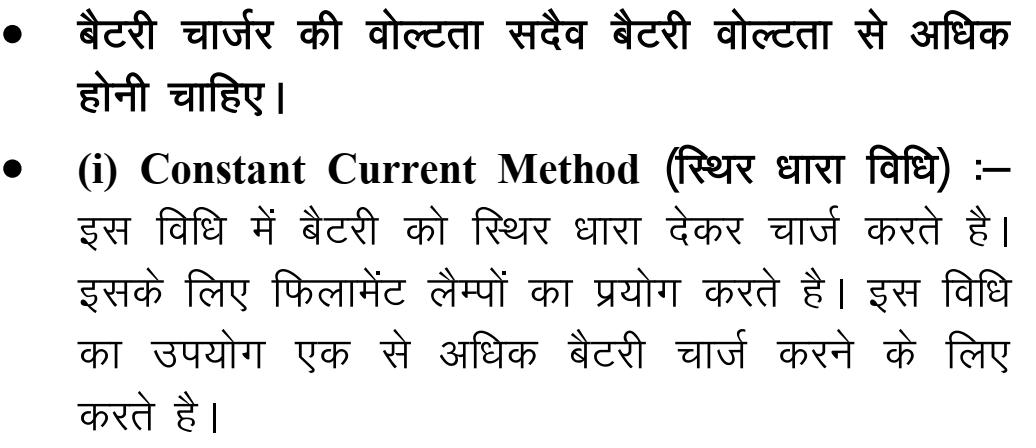 • बैटरी चार्जर की वोल्टता सदैव बैटरी वोल्टता से अधिक
होनी चाहिए।
• (i) Constant Current Method (स्थिर धारा विधि) :–
इस विधि में बैटरी को स्थिर धारा देकर चार्ज करते है।
इसके लिए फिलामेंट लैम्पों का प्रयोग करते है। इस विधि
का उपयोग एक से अधिक बैटरी चार्ज करने के लिए
करते है।